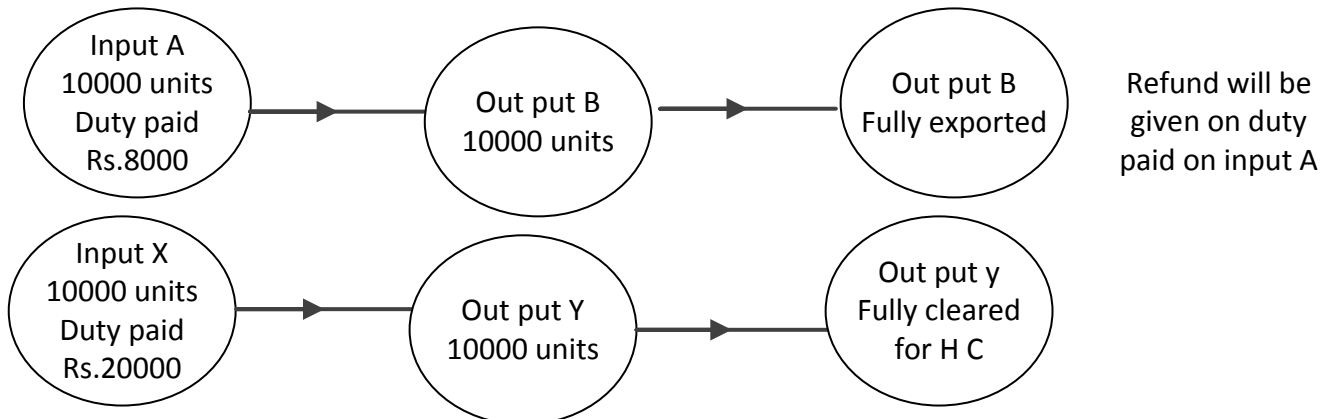 Input A
10000 units
Duty paid
Rs.8000
Out put B
10000 units
Out put B
Fully exported
Refund will be
given on duty
paid on input A
Input X
10000 units
Duty paid
Rs.20000
Out put Y
10000 units
Out put y
Fully cleared
for H C